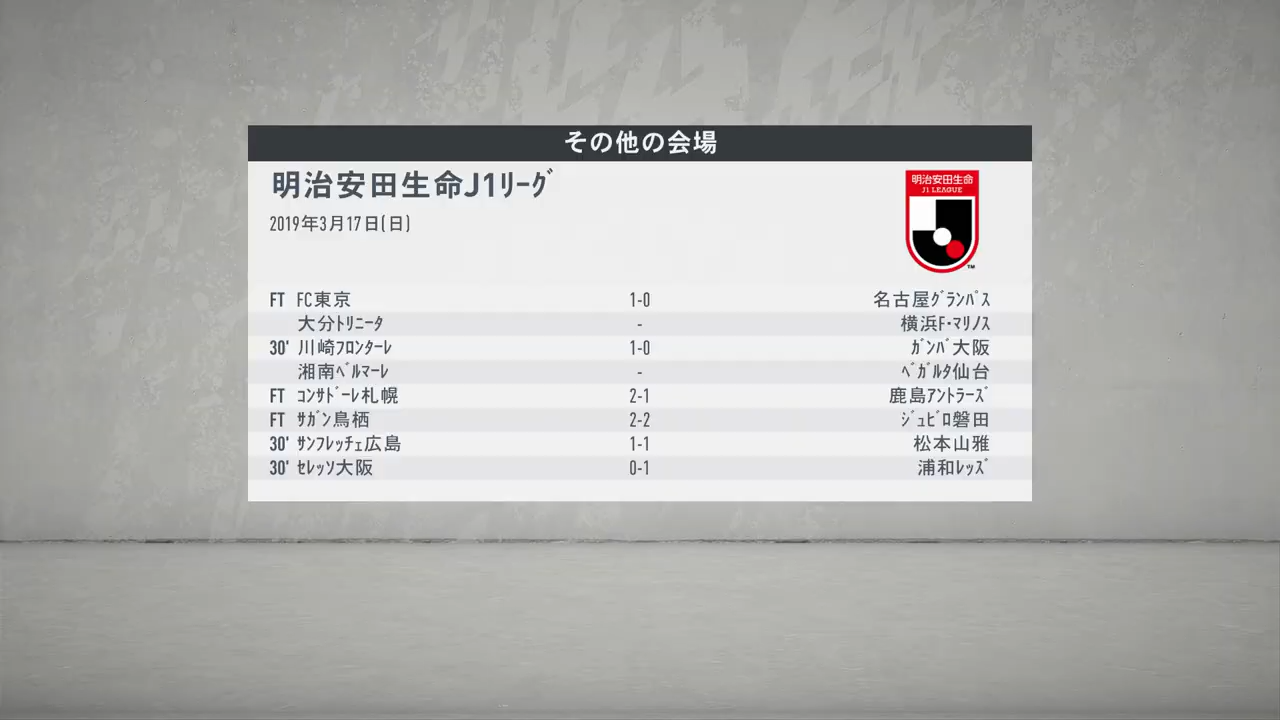 その他の会場
明治安田生命J1ﾘｰｸﾞ
明治安田生命
J1 LEAGUE
TM
2019年3月17日(日)
FT FC東京 1-0 名古屋ｸﾞﾗﾝﾊﾟｽ
大分ﾄﾘﾆｰﾀ - 横浜F･ﾏﾘﾉｽ
30' 川崎ﾌﾛﾝﾀｰﾚ 1-0 ｶﾞﾝﾊﾞ大阪
湘南ﾍﾞﾙﾏｰﾚ - ﾍﾞｶﾞﾙﾀ仙台
FT ｺﾝｻﾄﾞｰﾚ札幌 2-1 鹿島ｱﾝﾄﾗｰｽﾞ
FT ｻｶﾞﾝ鳥栖 2-2 ｼﾞｭﾋﾞﾛ磐田
30' ｻﾝﾌﾚｯﾁｪ広島 1-1 松本山雅
30' ｾﾚｯｿ大阪 0-1 浦和ﾚｯｽﾞ